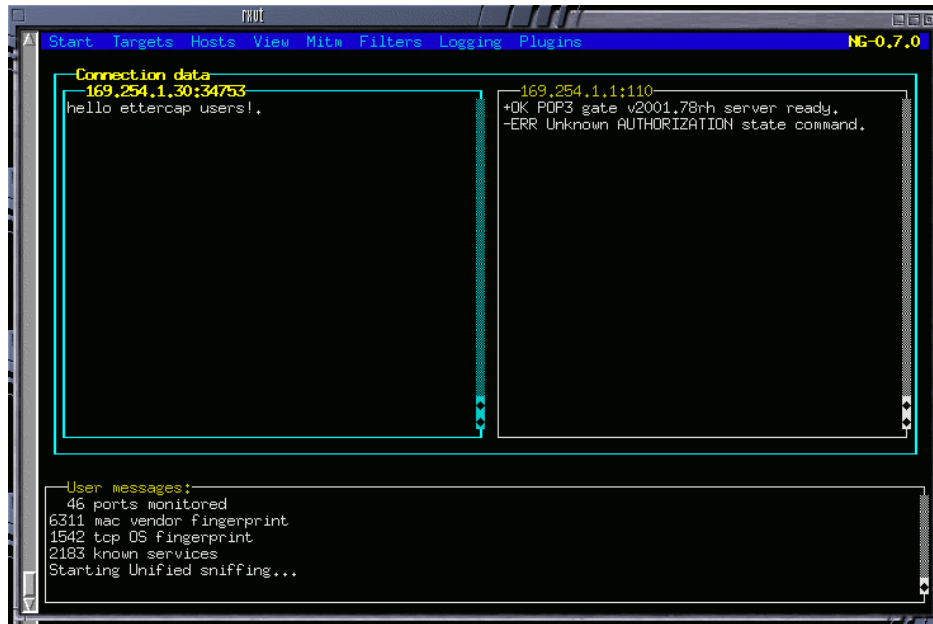 rxvt
Start Targets Hosts View Mitm Filters Logging Plugins NG-0.7.0
Connection data
169.254.1.30:34753
hello ettercap users!.
169.254.1.1:110
+OK POP3 gate v2001.78rh server ready.
-ERR Unknown AUTHORIZATION state command.
User messages:
46 ports monitored
6311 mac vendor fingerprint
1542 tcp OS fingerprint
2183 known services
Starting Unified sniffing...